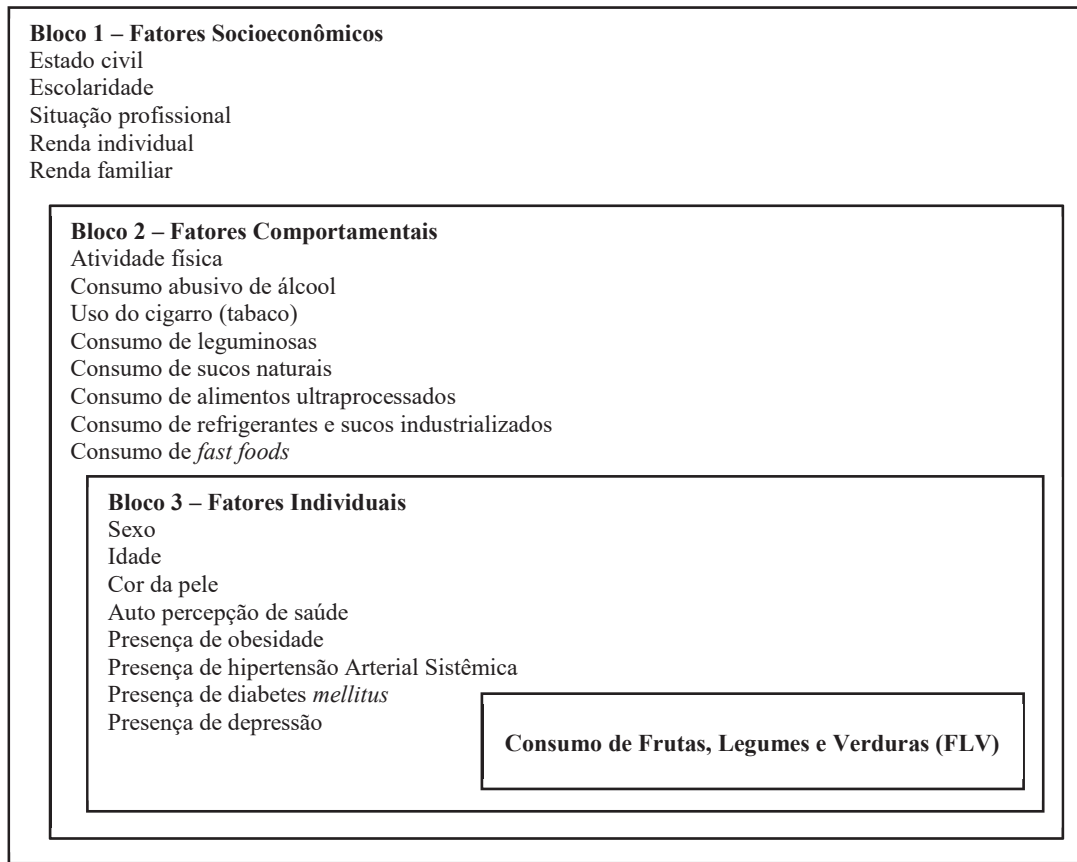 Bloco 1 – Fatores Socioeconômicos
Estado civil
Escolaridade
Situação profissional
Renda individual
Renda familiar
Bloco 2 – Fatores Comportamentais
Atividade física
Consumo abusivo de álcool
Uso do cigarro (tabaco)
Consumo de leguminosas
Consumo de sucos naturais
Consumo de alimentos ultraprocessados
Consumo de refrigerantes e sucos industrializados
Consumo de fast foods
Bloco 3 – Fatores Individuais
Sexo
Idade
Cor da pele
Auto percepção de saúde
Presença de obesidade
Presença de hipertensão Arterial Sistêmica
Presença de diabetes mellitus
Presença de depressão
Consumo de Frutas, Legumes e Verduras (FLV)